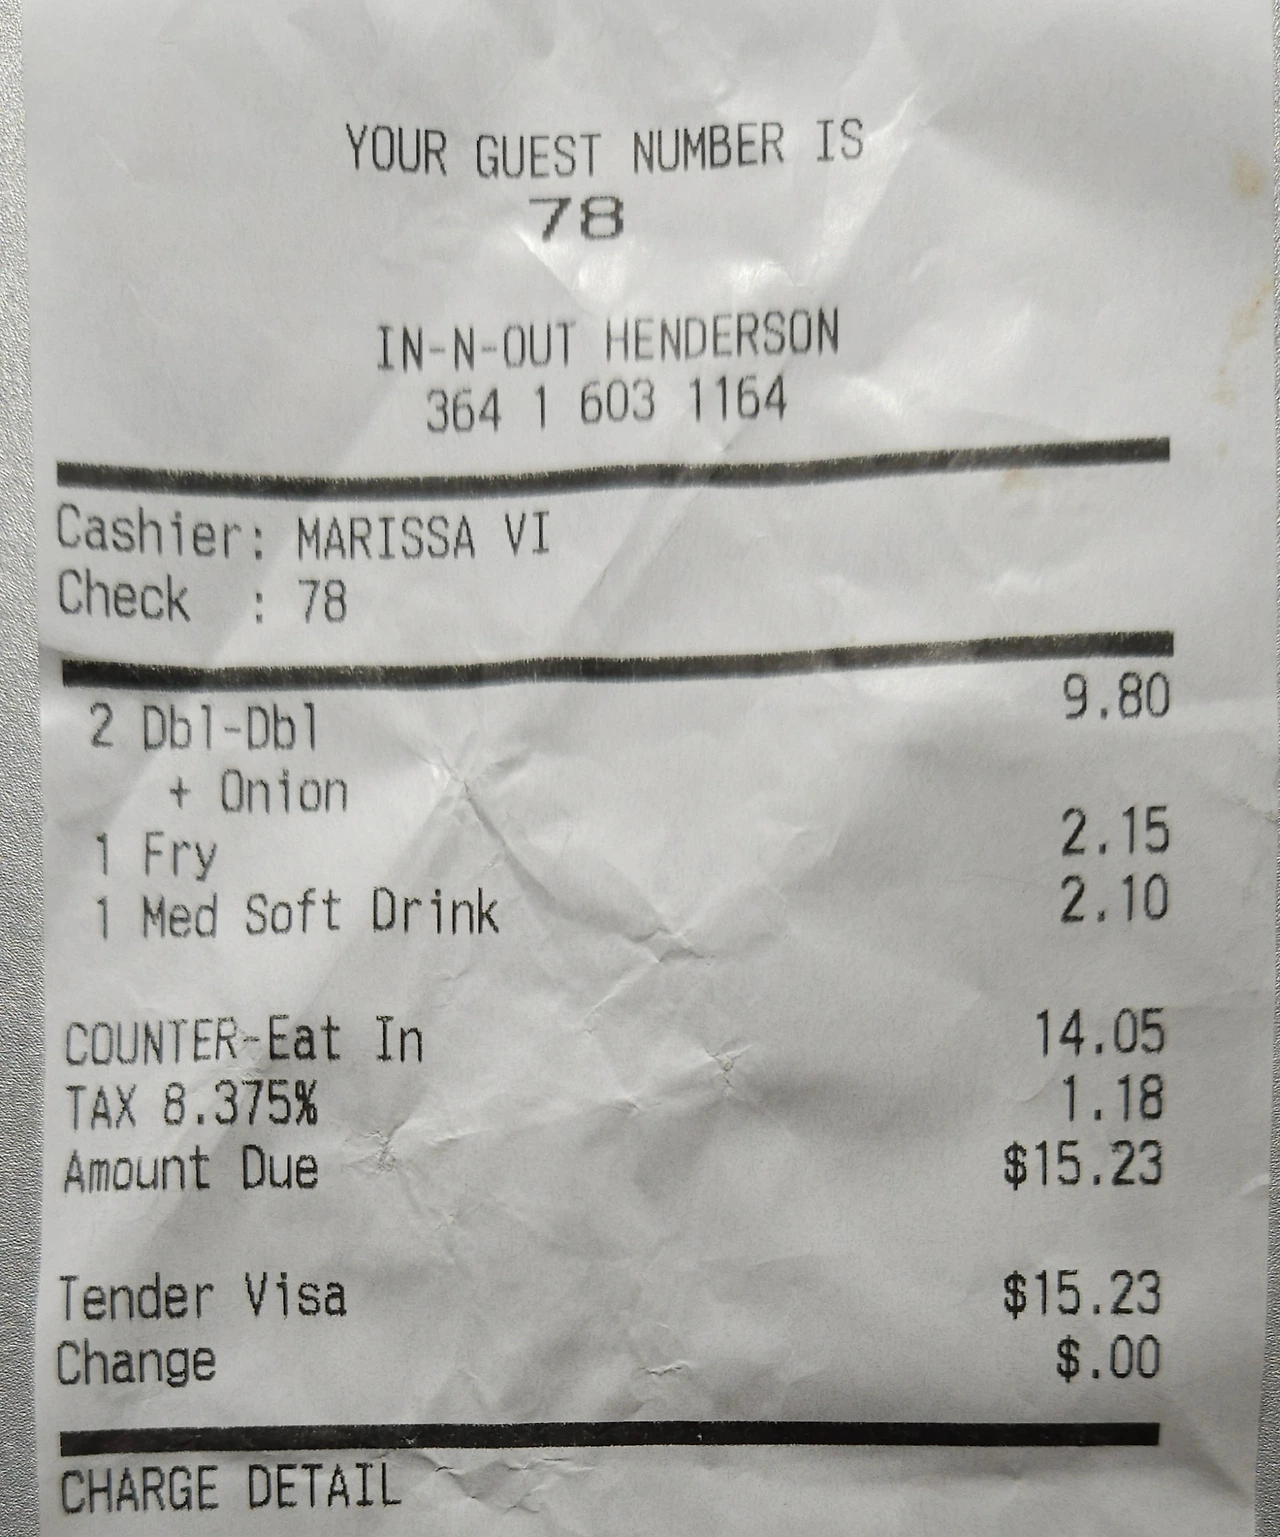 YOUR GUEST NUMBER IS
78
IN-N-OUT HENDERSON
364 1 603 1164
Cashier: MARISSA VI
Check : 78
2 Dbl-Dbl 9.80
+ Onion
1 Fry 2.15
1 Med Soft Drink 2.10
COUNTER-Eat In 14.05
TAX 8.375% 1.18
Amount Due $15.23
Tender Visa $15.23
Change $.00
CHARGE DETAIL